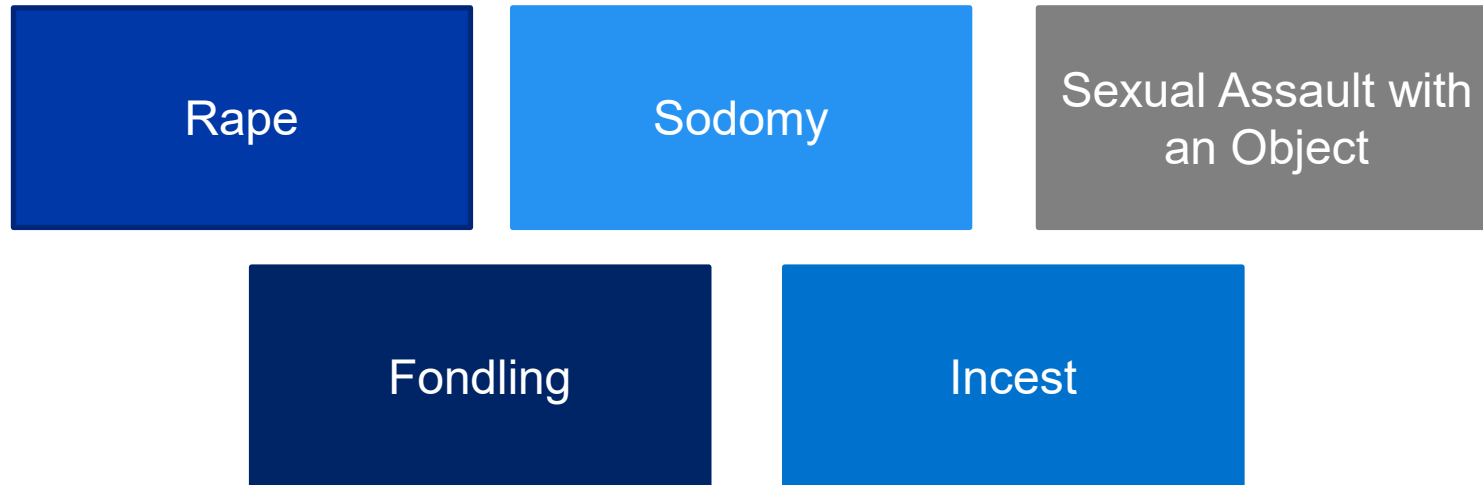 Rape
Sodomy
Sexual Assault with
an Object
Fondling
Incest